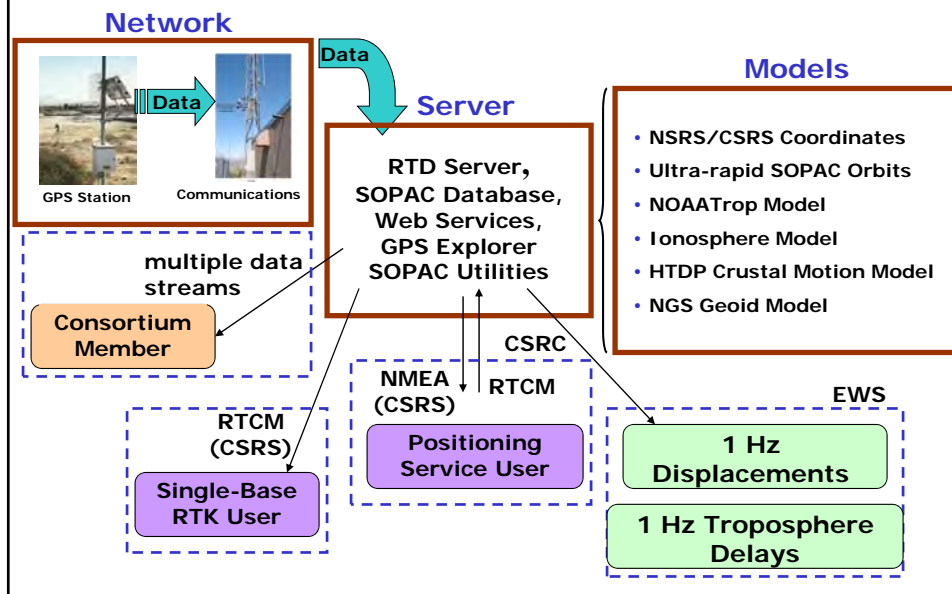 Network
Data
Data
GPS Station
Communications
Server
RTD Server,
SOPAC Database,
Web Services,
GPS Explorer
SOPAC Utilities
Models
• NSRS/CSRS Coordinates
• Ultra-rapid SOPAC Orbits
• NOAATrop Model
• Ionosphere Model
• HTDP Crustal Motion Model
• NGS Geoid Model
multiple data
streams
Consortium
Member
RTCM
(CSRS)
Single-Base
RTK User
CSRC
NMEA
(CSRS)
RTCM
Positioning
Service User
EWS
1 Hz
Displacements
1 Hz Troposphere
Delays